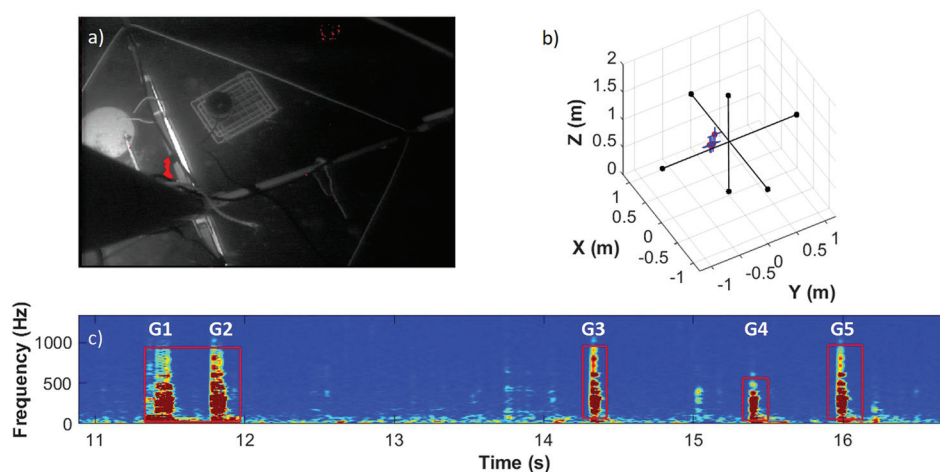 a)
b)
2
1.5
1
0.5
0
Z (m)
1
0.5
0
-0.5
-1
X (m)
-1
-0.5
0
0.5
1
Y (m)
c)
G1 G2 G3 G4 G5
1000
500
0
Frequency (Hz)
11 12 13 14 15 16
Time (s)